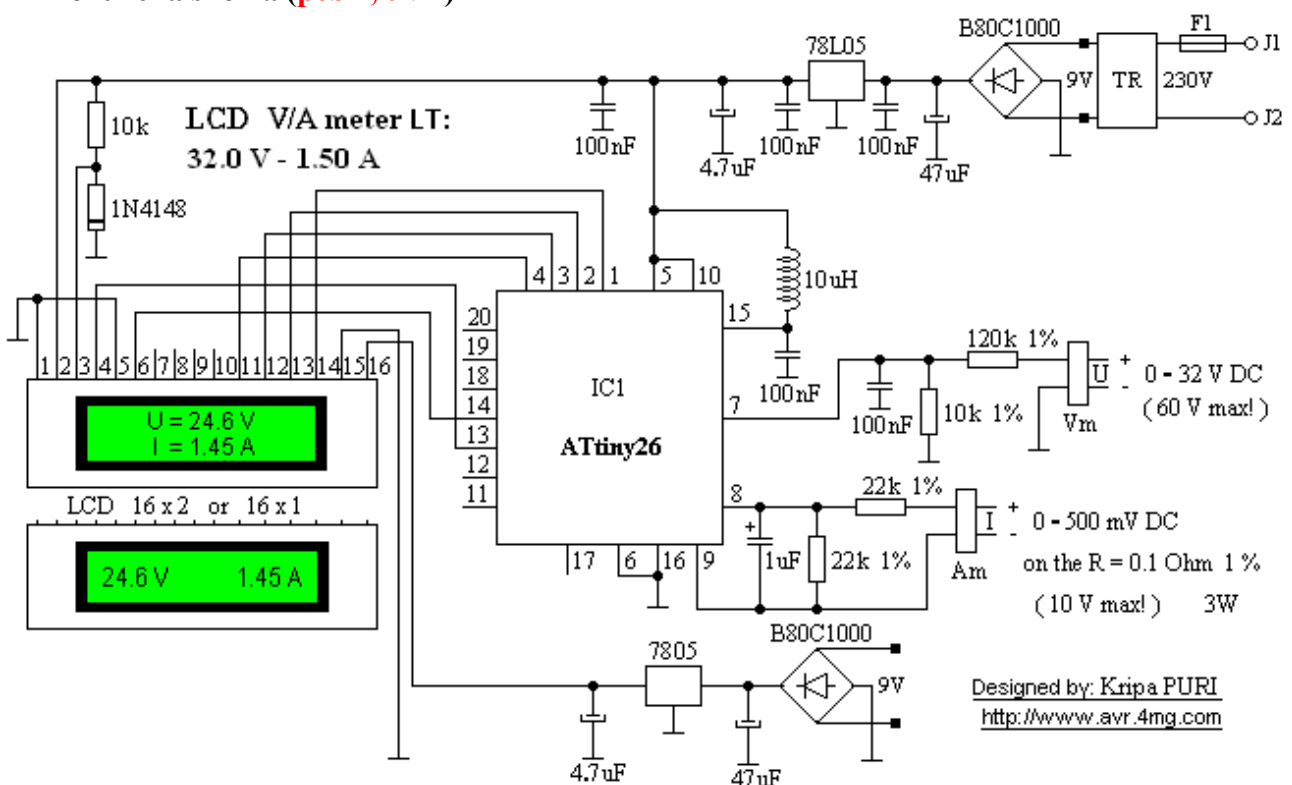 B80C1000
F1
J1
78L05
9V
TR
230V
J2
10k
LCD V/A meter LT:
32.0 V - 1.50 A
100nF
4.7uF
100nF
100nF
47uF
1N4148
4 3 2 1 5 10
10uH
20
19
18
14
13
12
11
15
7
8
17 6 16 9
IC1
ATtiny26
100nF
120k 1%
U
+
-
0 - 32 V DC
( 60 V max! )
100nF
10k 1%
Vm
1 2 3 4 5 6 7 8 9 10 11 12 13 14 15 16
U = 24.6 V
I = 1.45 A
LCD 16 x 2 or 16 x 1
24.6 V 1.45 A
22k 1%
+
1uF
22k 1%
I
+
-
Am
0 - 500 mV DC
on the R = 0.1 Ohm 1 %
( 10 V max! ) 3W
B80C1000
7805
9V
4.7uF
47uF
Designed by: Kripa PURI
http://www.avr.4mg.com